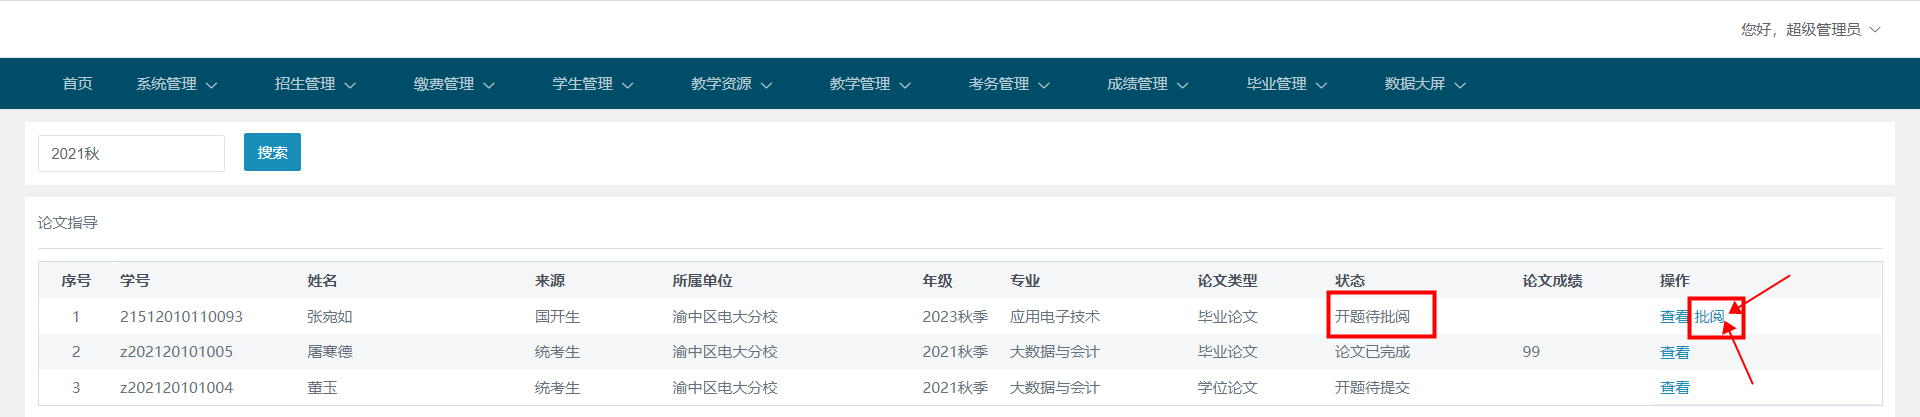 您好，超级管理员
首页 系统管理 招生管理 缴费管理 学生管理 教学资源 教学管理 考务管理 成绩管理 毕业管理 数据大屏
2021秋 搜索
论文指导
序号 学号 姓名 来源 所属单位 年级 专业 论文类型 状态 论文成绩 操作
1 21512010110093 张宛如 国开生 渝中区电大分校 2023秋季 应用电子技术 毕业论文 开题待批阅 查看 批阅
2 z202120101005 屠寒德 统考生 渝中区电大分校 2021秋季 大数据与会计 毕业论文 论文已完成 99 查看
3 z202120101004 董玉 统考生 渝中区电大分校 2021秋季 大数据与会计 学位论文 开题待提交 查看